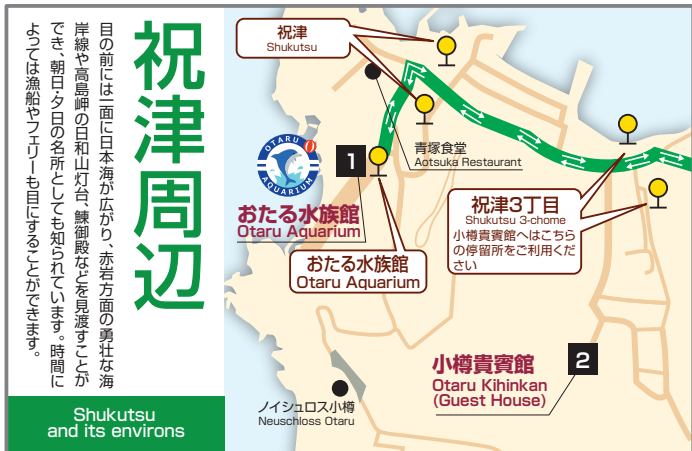 祝津周辺
目の前には一面に日本海が広がり、赤岩方面の勇壮な海
岸線や高島岬の日和山灯台、鰊御殿などを見渡すことが
でき、朝日・夕日の名所としても知られています。時間に
よっては漁船やフェリーも目にすることができます。
Shukutsu
and its environs
祝津
Shukutsu
青塚食堂
Aotsuka Restaurant
OTARU
AQUARIUM
1
おたる水族館
Otaru Aquarium
おたる水族館
Otaru Aquarium
祝津3丁目
Shukutsu 3-chome
小樽貴賓館へはこちら
の停留所をご利用くだ
さい
2
小樽貴賓館
Otaru Kihinkan
(Guest House)
ノイシュロス小樽
Neuschloss Otaru